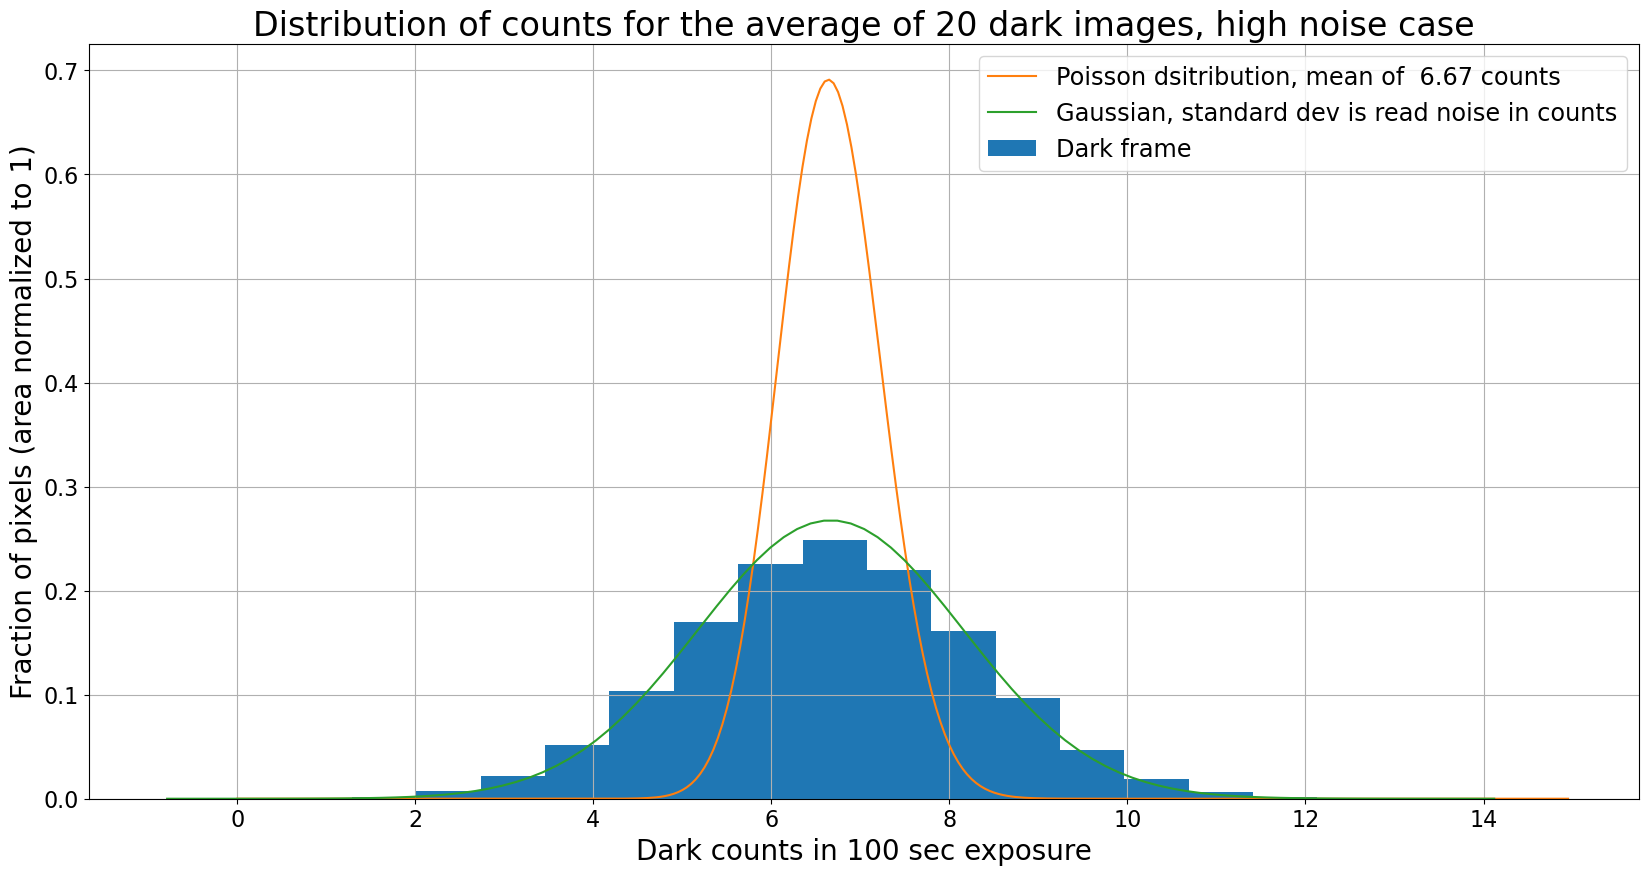 Distribution of counts for the average of 20 dark images, high noise case
Poisson dsitribution, mean of  6.67 counts
Gaussian, standard dev is read noise in counts
Dark frame
Fraction of pixels (area normalized to 1)
0.7
0.6
0.5
0.4
0.3
0.2
0.1
0.0
0 2 4 6 8 10 12 14
Dark counts in 100 sec exposure